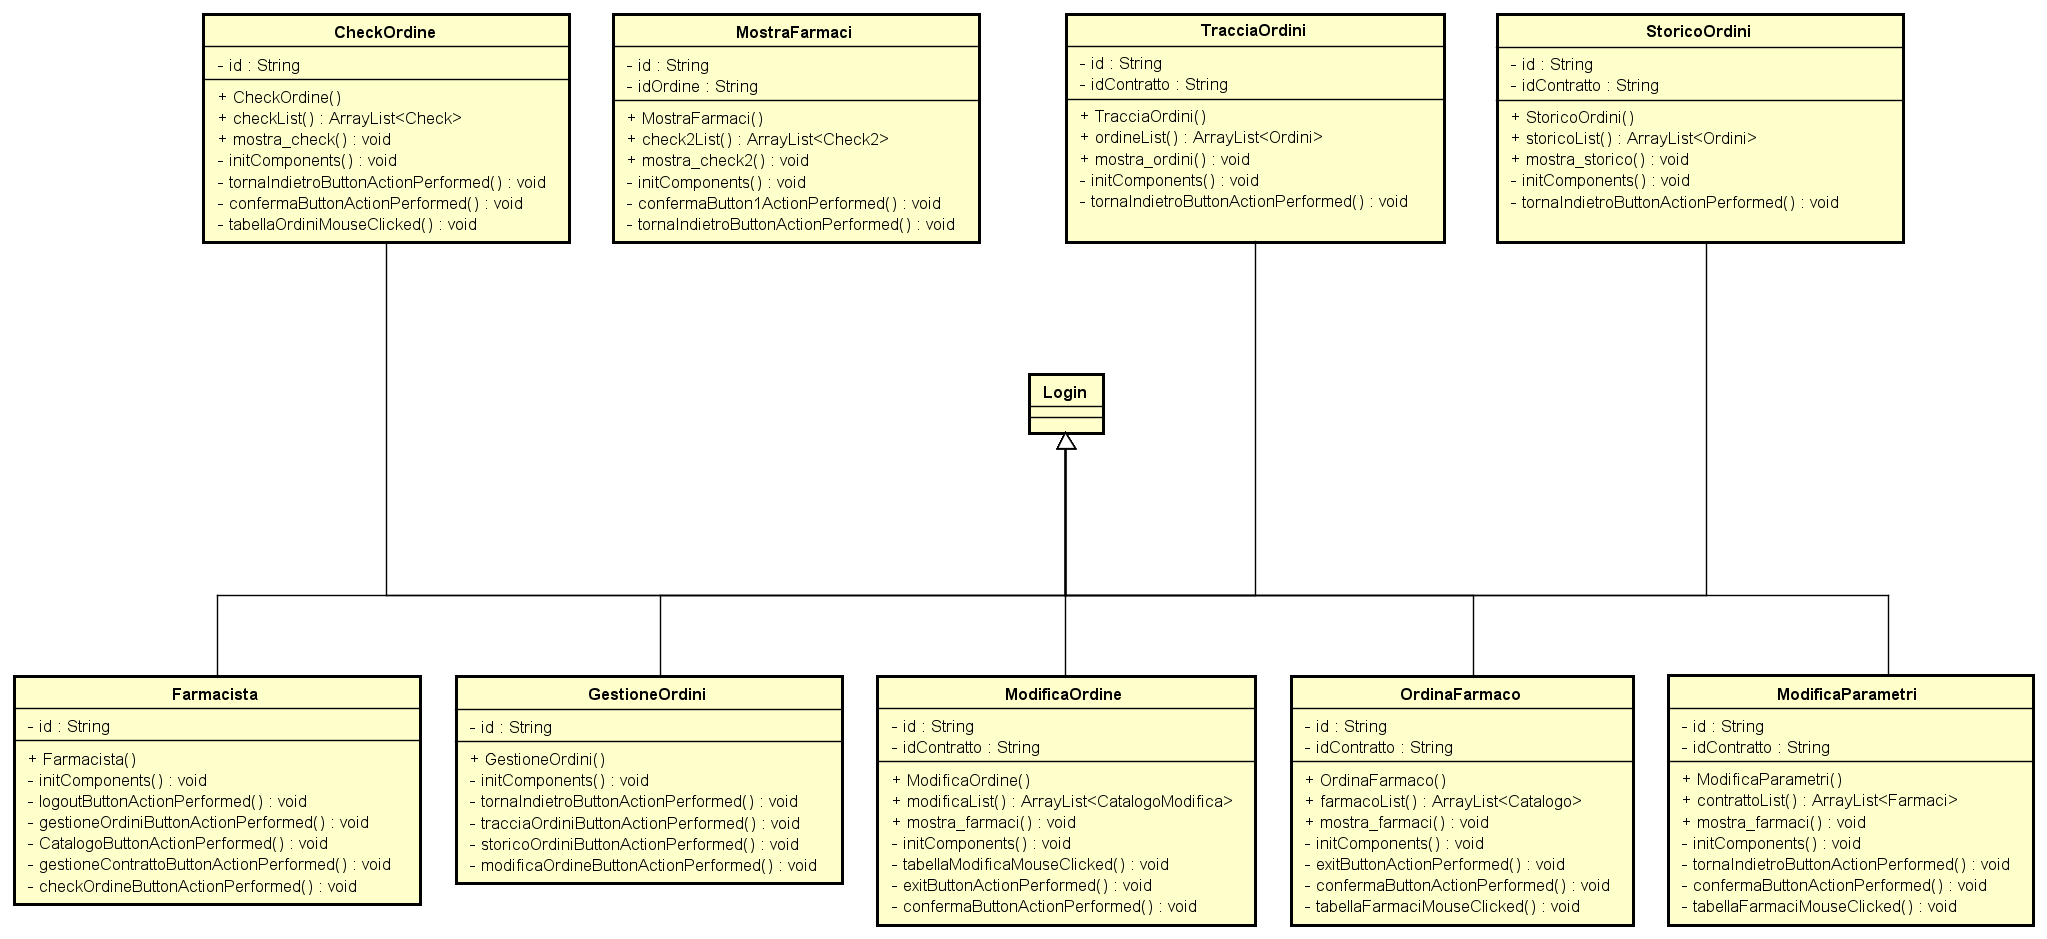 CheckOrdine
- id : String
+ CheckOrdine()
+ checkList() : ArrayList<Check>
+ mostra_check() : void
- initComponents() : void
- tornaIndietroButtonActionPerformed() : void
- confermaButtonActionPerformed() : void
- tabellaOrdiniMouseClicked() : void
MostraFarmaci
- id : String
- idOrdine : String
+ MostraFarmaci()
+ check2List() : ArrayList<Check2>
+ mostra_check2() : void
- initComponents() : void
- confermaButton1ActionPerformed() : void
- tornaIndietroButtonActionPerformed() : void
TracciaOrdini
- id : String
- idContratto : String
+ TracciaOrdini()
+ ordineList() : ArrayList<Ordini>
+ mostra_ordini() : void
- initComponents() : void
- tornaIndietroButtonActionPerformed() : void
StoricoOrdini
- id : String
- idContratto : String
+ StoricoOrdini()
+ storicoList() : ArrayList<Ordini>
+ mostra_storico() : void
- initComponents() : void
- tornaIndietroButtonActionPerformed() : void
Login
Farmacista
- id : String
+ Farmacista()
- initComponents() : void
- logoutButtonActionPerformed() : void
- gestioneOrdiniButtonActionPerformed() : void
- CatalogoButtonActionPerformed() : void
- gestioneContrattoButtonActionPerformed() : void
- checkOrdineButtonActionPerformed() : void
GestioneOrdini
- id : String
+ GestioneOrdini()
- initComponents() : void
- tornaIndietroButtonActionPerformed() : void
- tracciaOrdiniButtonActionPerformed() : void
- storicoOrdiniButtonActionPerformed() : void
- modificaOrdineButtonActionPerformed() : void
ModificaOrdine
- id : String
- idContratto : String
+ ModificaOrdine()
+ modificaList() : ArrayList<CatalogoModifica>
+ mostra_farmaci() : void
- initComponents() : void
- tabellaModificaMouseClicked() : void
- exitButtonActionPerformed() : void
- confermaButtonActionPerformed() : void
OrdinaFarmaco
- id : String
- idContratto : String
+ OrdinaFarmaco()
+ farmacoList() : ArrayList<Catalogo>
+ mostra_farmaci() : void
- initComponents() : void
- exitButtonActionPerformed() : void
- confermaButtonActionPerformed() : void
- tabellaFarmaciMouseClicked() : void
ModificaParametri
- id : String
- idContratto : String
+ ModificaParametri()
+ contrattoList() : ArrayList<Farmaci>
+ mostra_farmaci() : void
- initComponents() : void
- tornaIndietroButtonActionPerformed() : void
- confermaButtonActionPerformed() : void
- tabellaFarmaciMouseClicked() : void